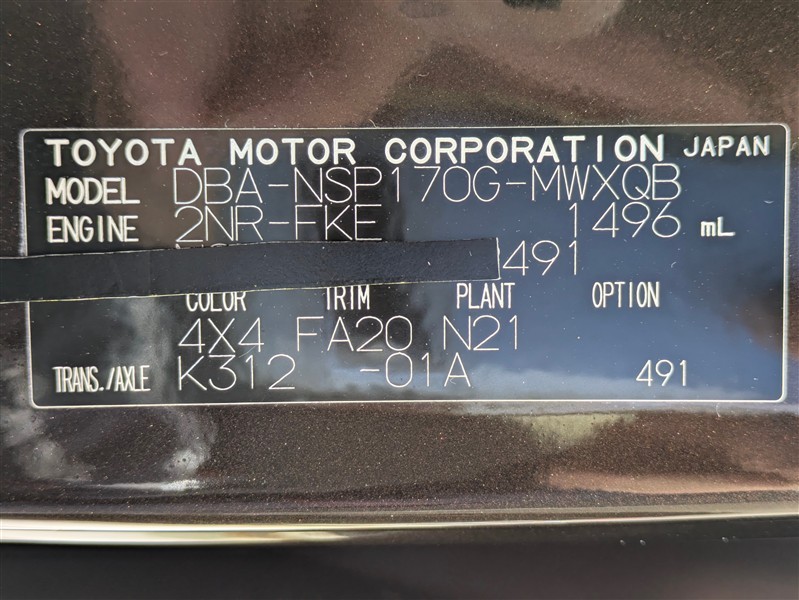 TOYOTA MOTOR CORPORATION JAPAN
MODEL DBA-NSP170G-MWXQB
ENGINE 2NR-FKE 1496 mL
491
COLOR TRIM PLANT OPTION
4X4 FA20 N21
TRANS./AXLE K312 -01A 491